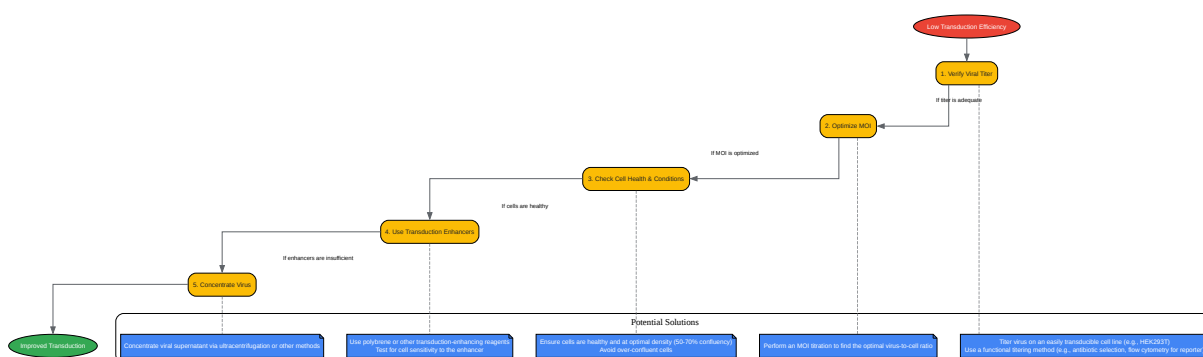 Low Transduction Efficiency
1. Verify Viral Titer
If titer is adequate
2. Optimize MOI
If MOI is optimized
3. Check Cell Health & Conditions
If cells are healthy
4. Use Transduction Enhancers
If enhancers are insufficient
5. Concentrate Virus
Improved Transduction
Potential Solutions
Concentrate viral supernatant via ultracentrifugation or other methods
Use polybrene or other transduction-enhancing reagents
Test for cell sensitivity to the enhancer
Ensure cells are healthy and at optimal density (50-70% confluency)
Avoid over-confluent cells
Perform an MOI titration to find the optimal virus-to-cell ratio
Titer virus on an easily transducible cell line (e.g., HEK293T)
Use a functional titering method (e.g., antibiotic selection, flow cytometry for reporter